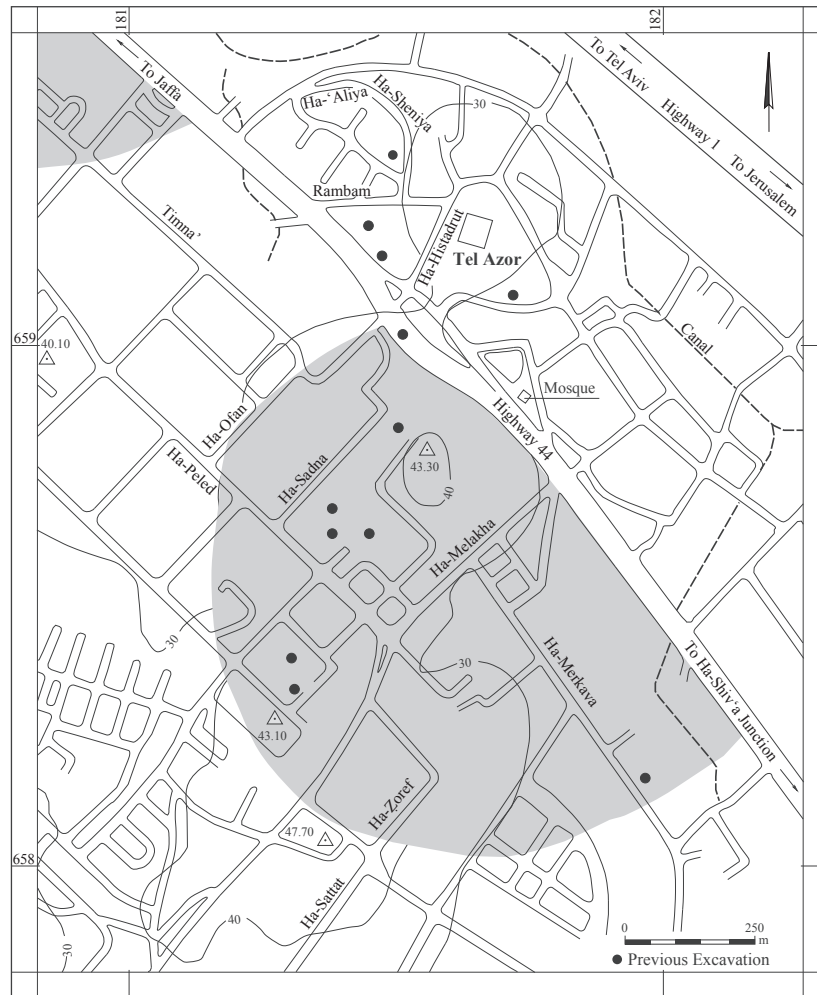 181
182
To Jaffa
Ha-‘Aliya
Ha-Sheniya
30
To Tel Aviv
Highway 1
To Jerusalem
Rambam
Timna’
Ha-Histadrut
Tel Azor
659
40.10
Canal
Mosque
Ha-Ofan
Highway 44
Ha-Peled
Ha-Sadna
43.30
40
Ha-Melakha
30
30
Ha-Merkava
To Ha-Shiv‘a Junction
43.10
Ha-Zoref
47.70
658
Ha-Sattat
40
30
0 250
m
Previous Excavation